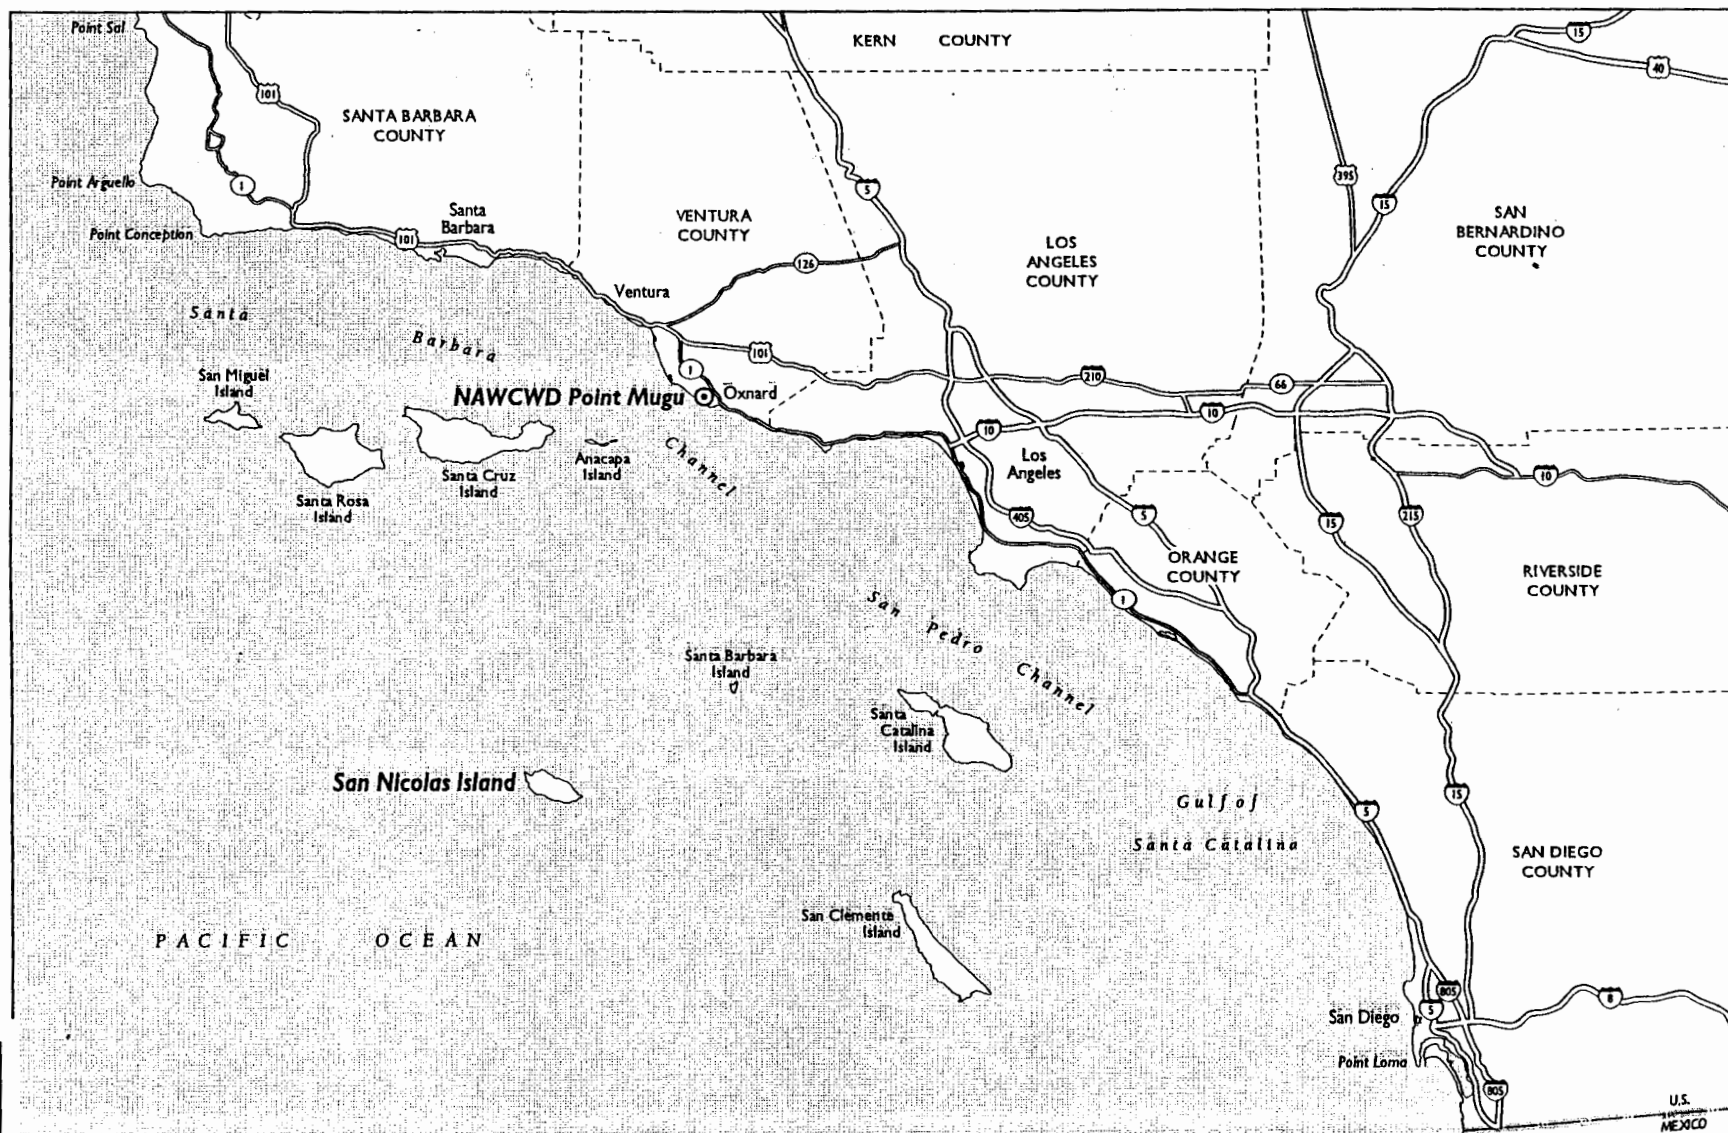 Point Sal
KERN COUNTY
15
40
101
SANTA BARBARA
COUNTY
395
Point Arguello
1
5
15
Santa
Barbara
VENTURA
COUNTY
SAN
BERNARDINO
COUNTY
Point Conception
101
LOS
ANGELES
COUNTY
126
Ventura
Santa
Barbara
Channel
101
San Miguel
Island
1
210
66
NAWCWD Point Mugu
Oxnard
10
10
Santa Rosa
Island
Santa Cruz
Island
Anacapa
Island
Los
Angeles
10
405
5
15
215
ORANGE
COUNTY
RIVERSIDE
COUNTY
1
San Pedro Channel
Santa Barbara
Island
Santa
Catalina
Island
San Nicolas Island
Gulf of
Santa Catalina
5
15
SAN DIEGO
COUNTY
San Clemente
Island
PACIFIC OCEAN
805
8
5
San Diego
Point Loma
805
U.S.
MEXICO